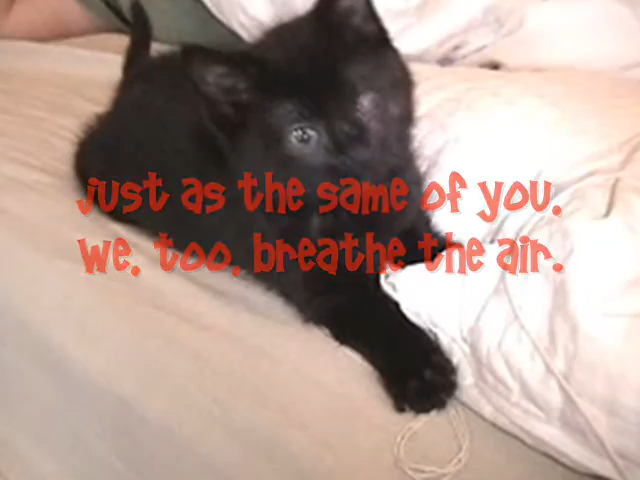 just as the same of you.
we, too, breathe the air.